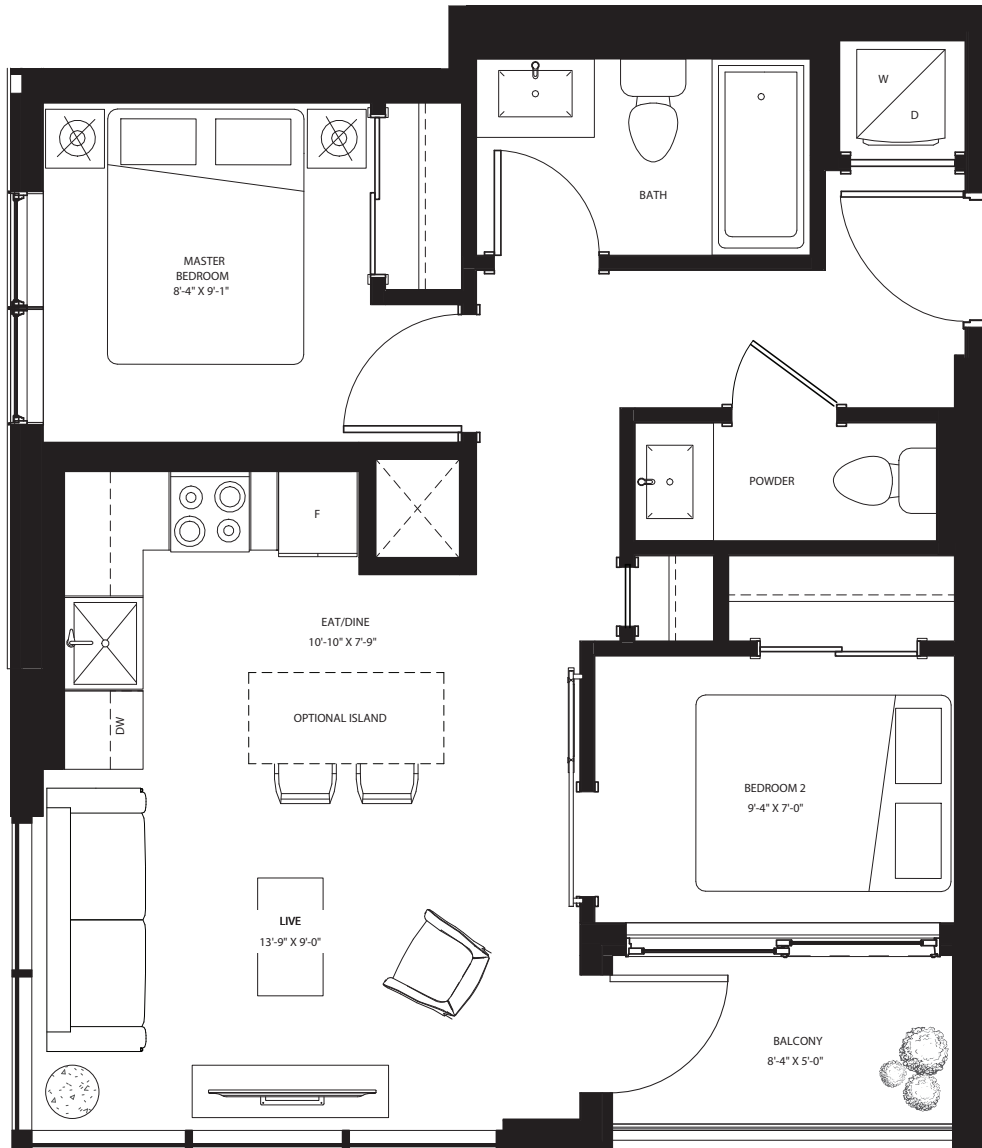 W
D
BATH
MASTER
BEDROOM
8'-4" X 9'-1"
POWDER
F
EAT/DINE
10'-10" X 7'-9"
OPTIONAL ISLAND
DW
BEDROOM 2
9'-4" X 7'-0"
LIVE
13'-9" X 9'-0"
BALCONY
8'-4" X 5'-0"